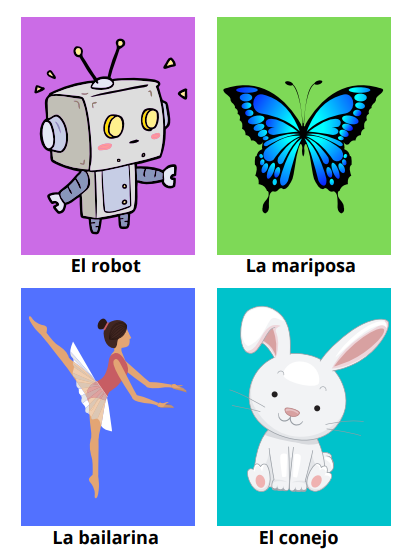 El robot
La mariposa
La bailarina
El conejo